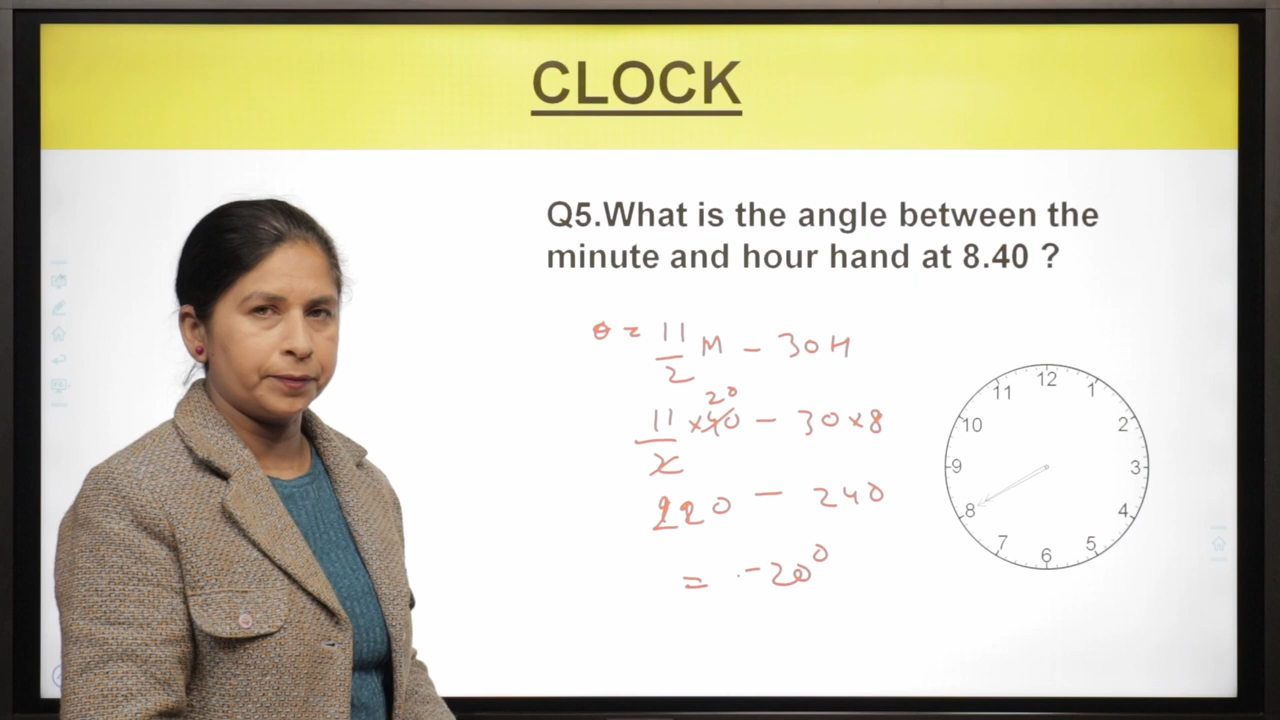 CLOCK
Q5.What is the angle between the
minute and hour hand at 8.40 ?
θ = 11/2 M - 30H
11/2 × 40 20 - 30×8
220 - 240
= -20°
12
11 1
10 2
9 3
8 4
7 5
6